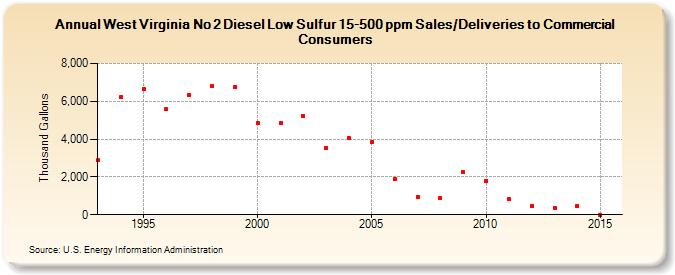 Annual West Virginia No 2 Diesel Low Sulfur 15-500 ppm Sales/Deliveries to Commercial
Consumers
Thousand Gallons
8,000
6,000
4,000
2,000
0
1995 2000 2005 2010 2015
Source: U.S. Energy Information Administration